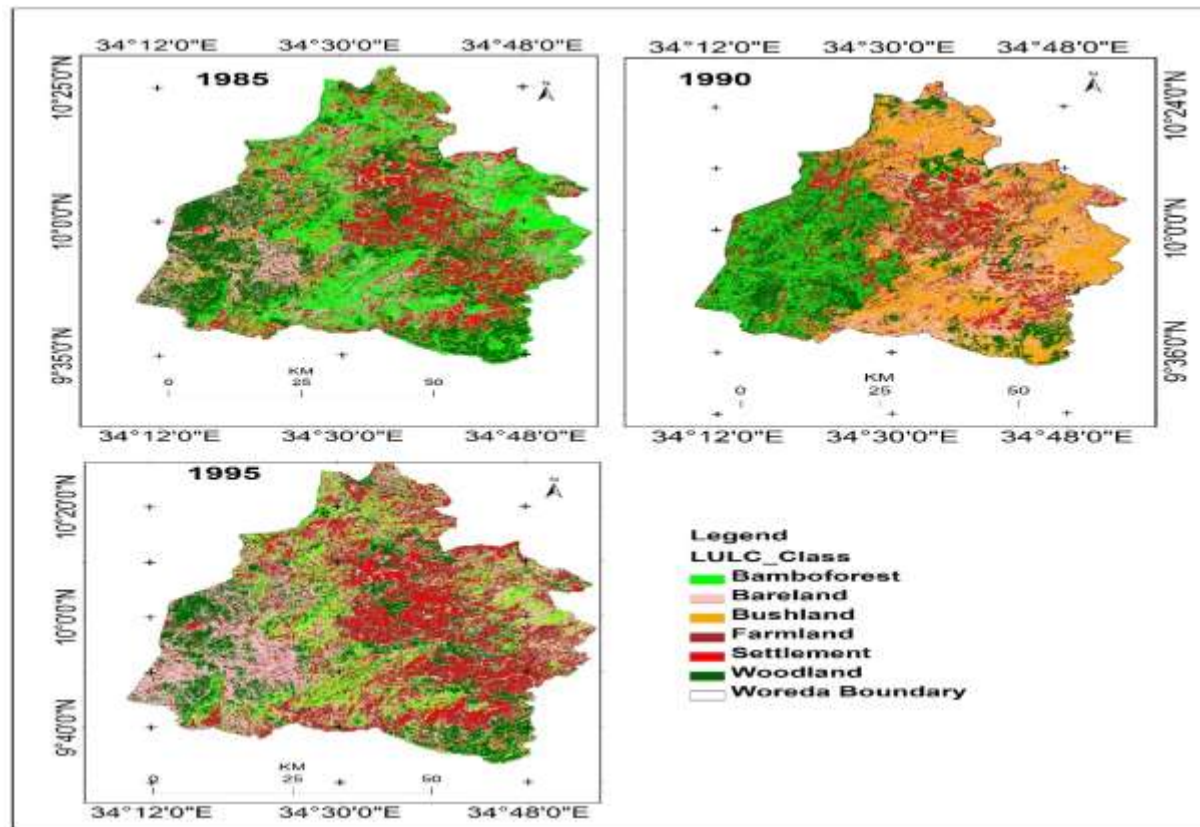 34°12'0"E 34°30'0"E 34°48'0"E
1985
N
10°25'0"N
10°0'0"N
9°35'0"N
KM
0 25 50
34°12'0"E 34°30'0"E 34°48'0"E
34°12'0"E 34°30'0"E 34°48'0"E
1990
N
10°24'0"N
10°0'0"N
9°36'0"N
KM
0 25 50
34°12'0"E 34°30'0"E 34°48'0"E
1995
N
10°20'0"N
10°0'0"N
9°40'0"N
KM
0 25 50
34°12'0"E 34°30'0"E 34°48'0"E
Legend
LULC_Class
Bamboforest
Bareland
Bushland
Farmland
Settlement
Woodland
Woreda Boundary